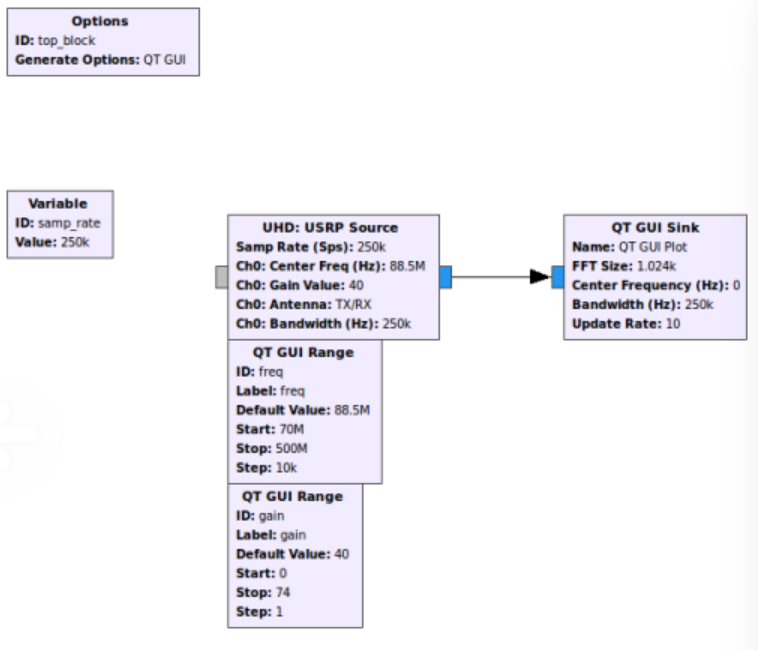 Options
ID: top_block
Generate Options: QT GUI
Variable
ID: samp_rate
Value: 250k
UHD: USRP Source
Samp Rate (Sps): 250k
Ch0: Center Freq (Hz): 88.5M
Ch0: Gain Value: 40
Ch0: Antenna: TX/RX
Ch0: Bandwidth (Hz): 250k
QT GUI Sink
Name: QT GUI Plot
FFT Size: 1.024k
Center Frequency (Hz): 0
Bandwidth (Hz): 250k
Update Rate: 10
QT GUI Range
ID: freq
Label: freq
Default Value: 88.5M
Start: 70M
Stop: 500M
Step: 10k
QT GUI Range
ID: gain
Label: gain
Default Value: 40
Start: 0
Stop: 74
Step: 1